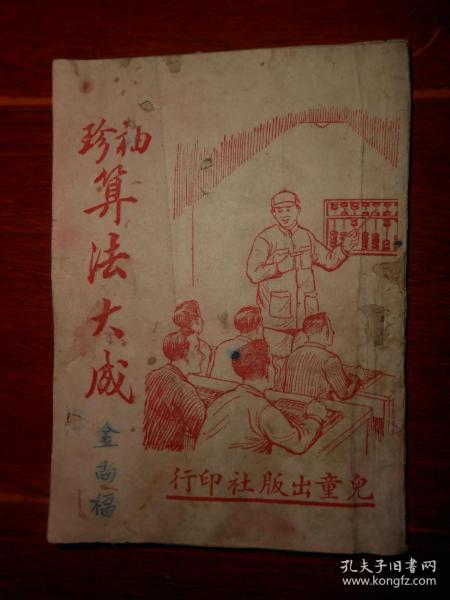 袖珍
算法大成
金尚福
兒童出版社印行
孔夫子旧书网
www.kongfz.com